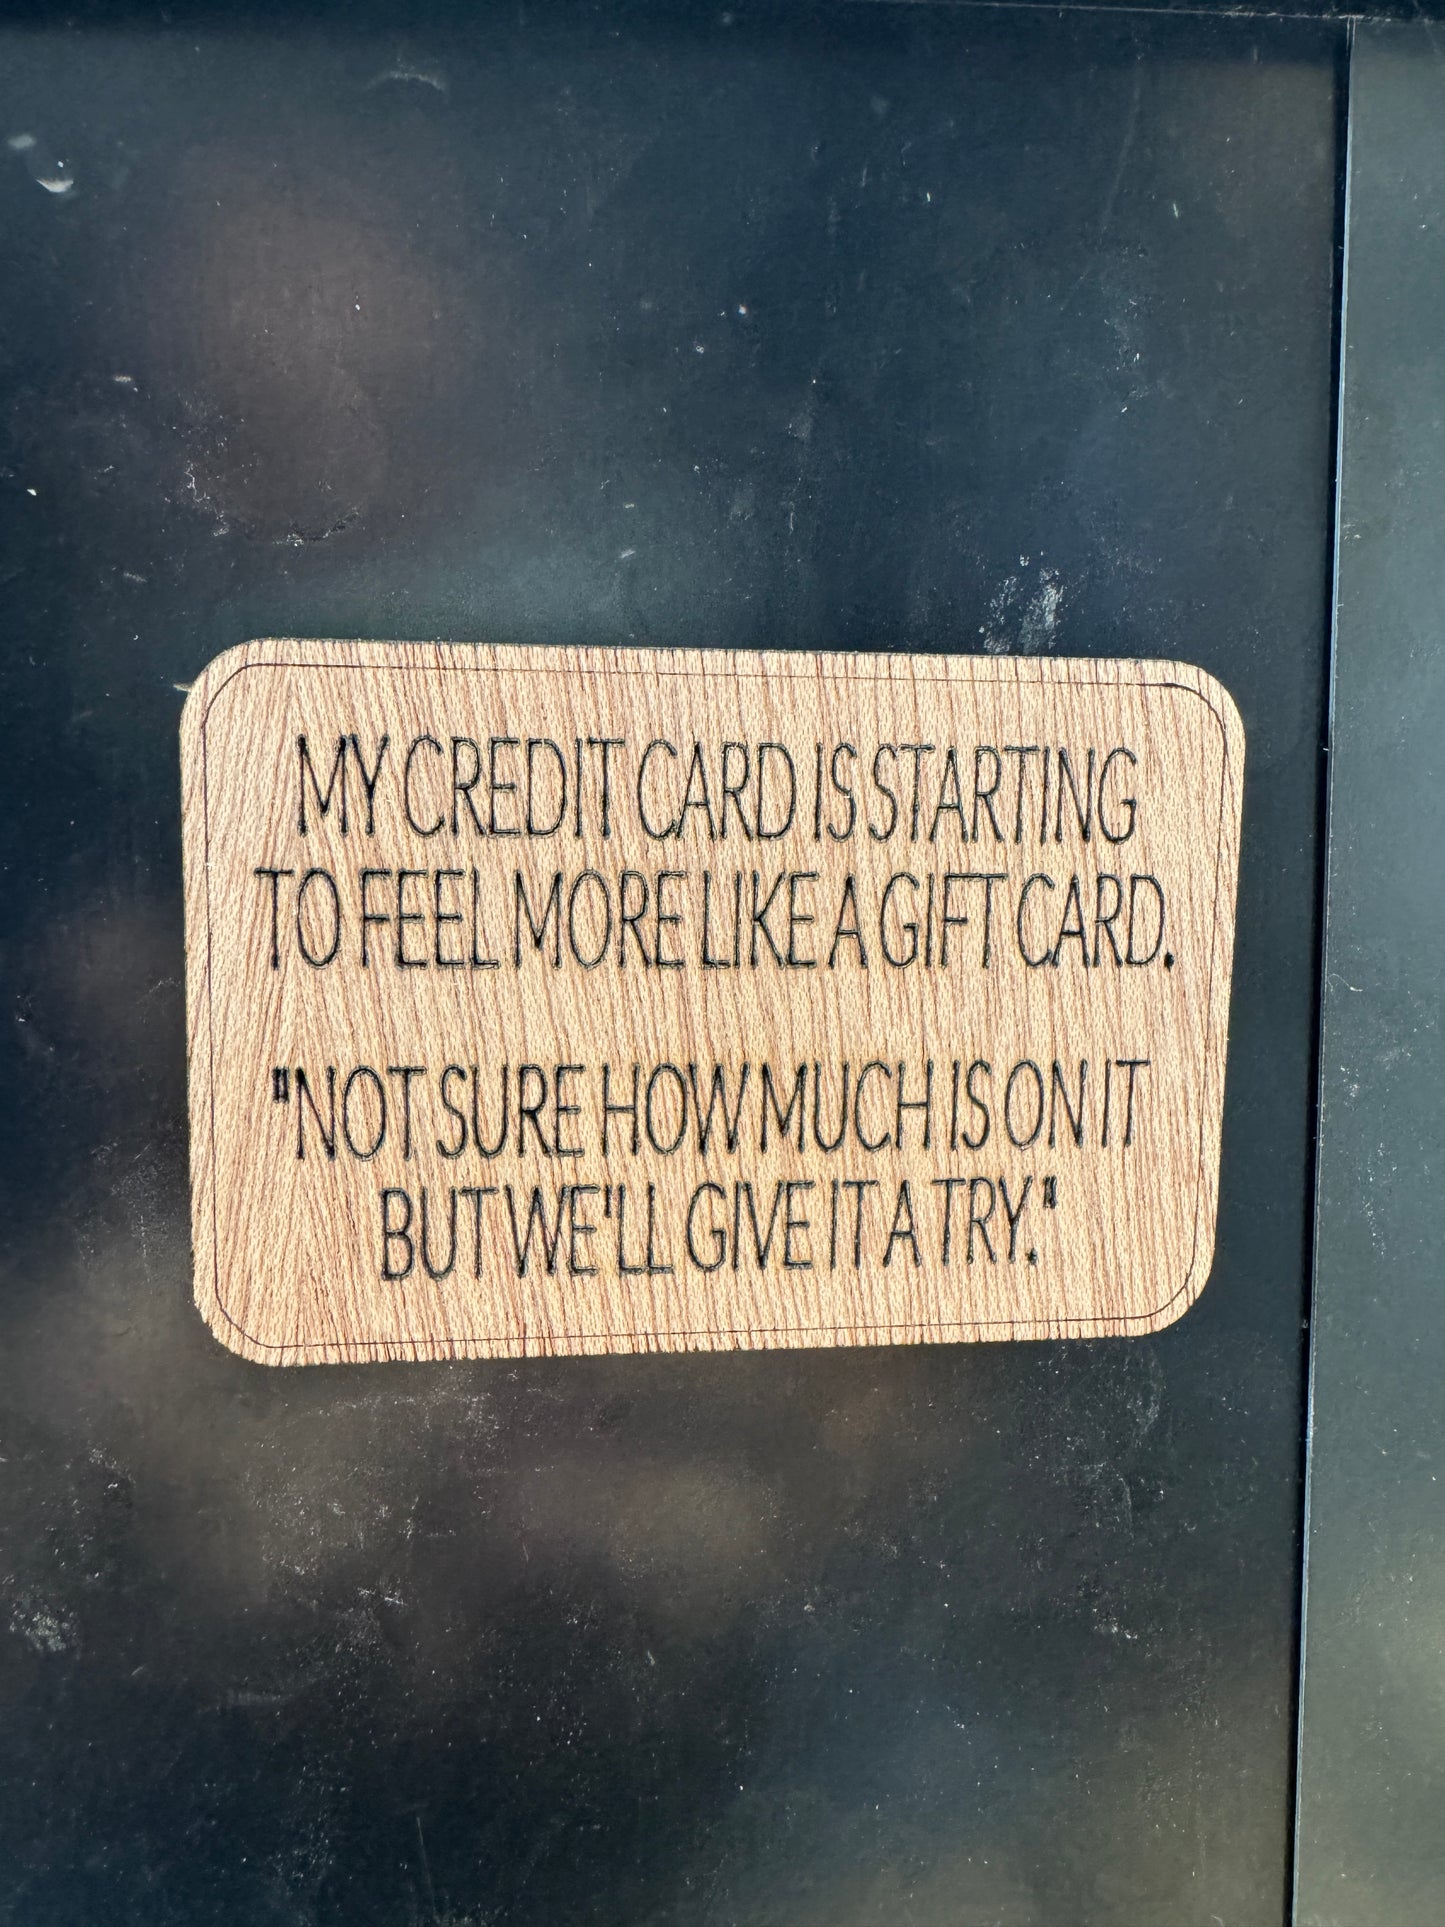 MY CREDIT CARD IS STARTING
TO FEEL MORE LIKE A GIFT CARD.
"NOT SURE HOW MUCH IS ON IT
BUT WE'LL GIVE IT A TRY."